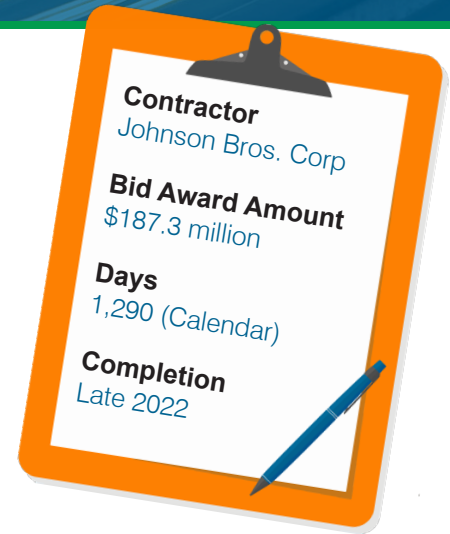 Contractor
Johnson Bros. Corp
Bid Award Amount
$187.3 million
Days
1,290 (Calendar)
Completion
Late 2022